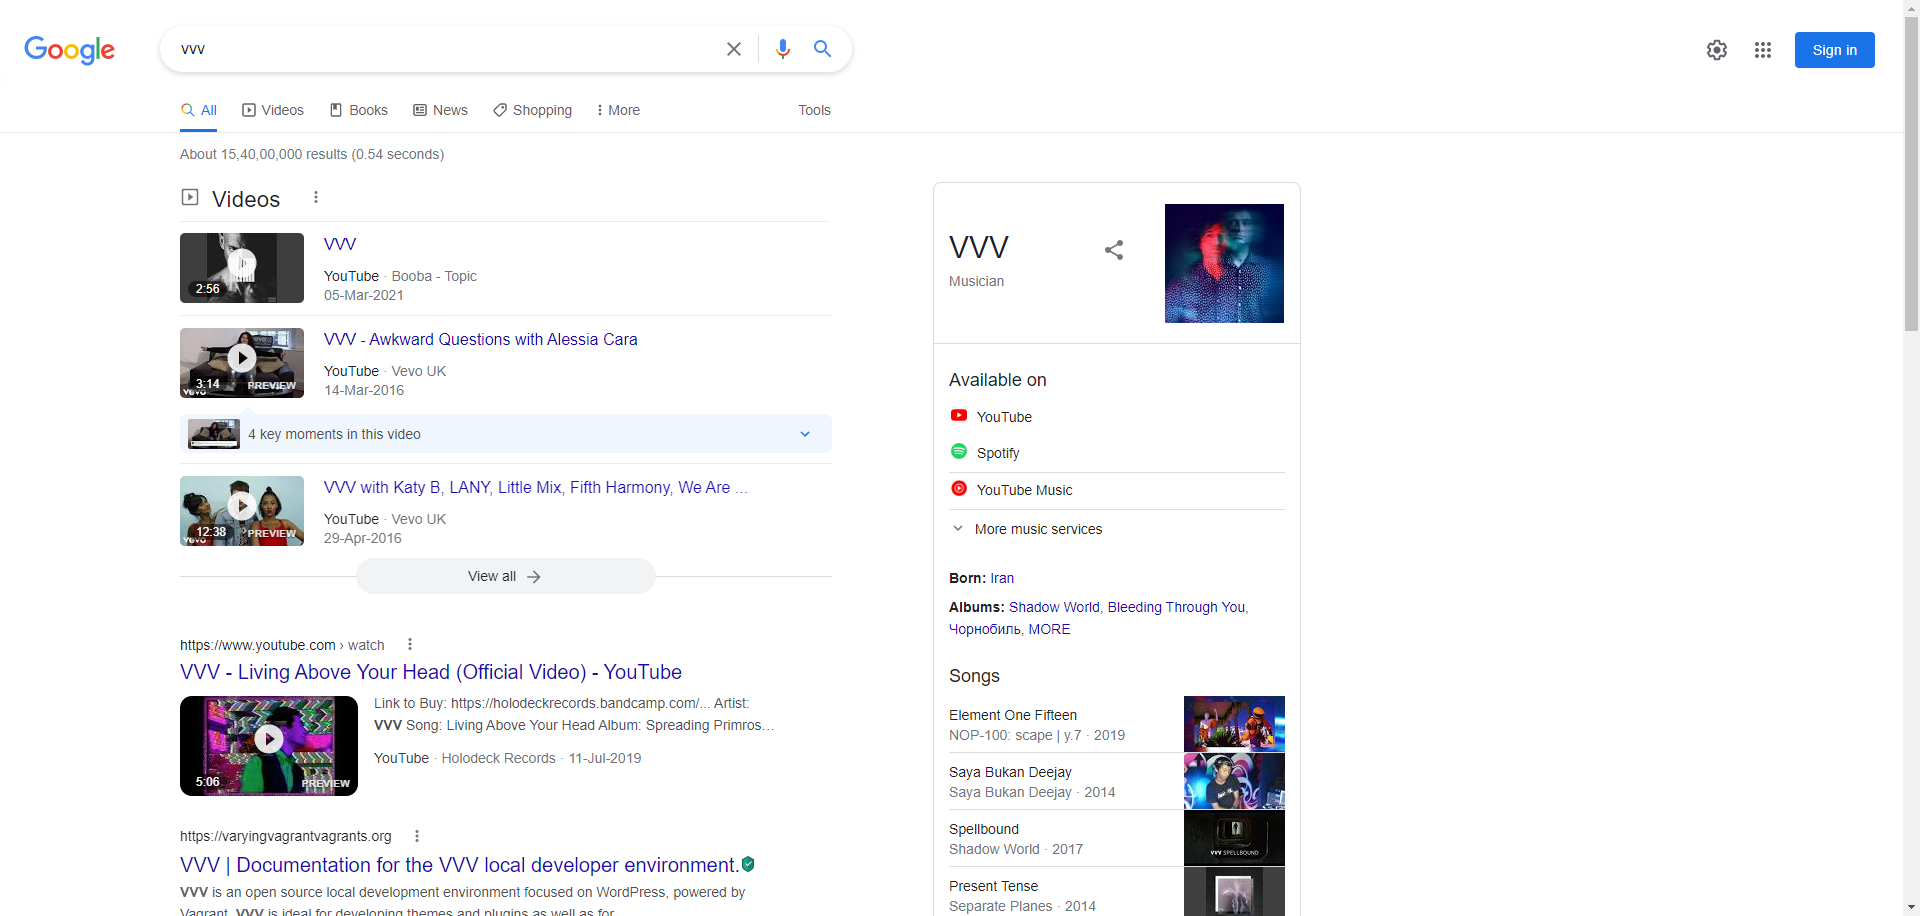 Google
vvv
Sign in
All
Videos
Books
News
Shopping
More
Tools
About 15,40,00,000 results (0.54 seconds)
Videos
2:56
VVV
YouTube · Booba - Topic
05-Mar-2021
3:14
PREVIEW
vevo
VVV - Awkward Questions with Alessia Cara
YouTube · Vevo UK
14-Mar-2016
4 key moments in this video
12:38
PREVIEW
vevo
VVV with Katy B, LANY, Little Mix, Fifth Harmony, We Are ...
YouTube · Vevo UK
29-Apr-2016
View all
https://www.youtube.com › watch
VVV - Living Above Your Head (Official Video) - YouTube
5:06
PREVIEW
Link to Buy: https://holodeckrecords.bandcamp.com/... Artist:
VVV Song: Living Above Your Head Album: Spreading Primros…
YouTube · Holodeck Records · 11-Jul-2019
https://varyingvagrantvagrants.org
VVV | Documentation for the VVV local developer environment.
VVV is an open source local development environment focused on WordPress, powered by
Vagrant. VVV is ideal for developing themes and plugins as well as for
VVV
Musician
Available on
YouTube
Spotify
YouTube Music
More music services
Born: Iran
Albums: Shadow World, Bleeding Through You,
Чорнобиль, MORE
Songs
Element One Fifteen
NOP-100: scape | y.7 · 2019
Saya Bukan Deejay
Saya Bukan Deejay · 2014
Spellbound
Shadow World · 2017
VVV SPELLBOUND
Present Tense
Separate Planes · 2014